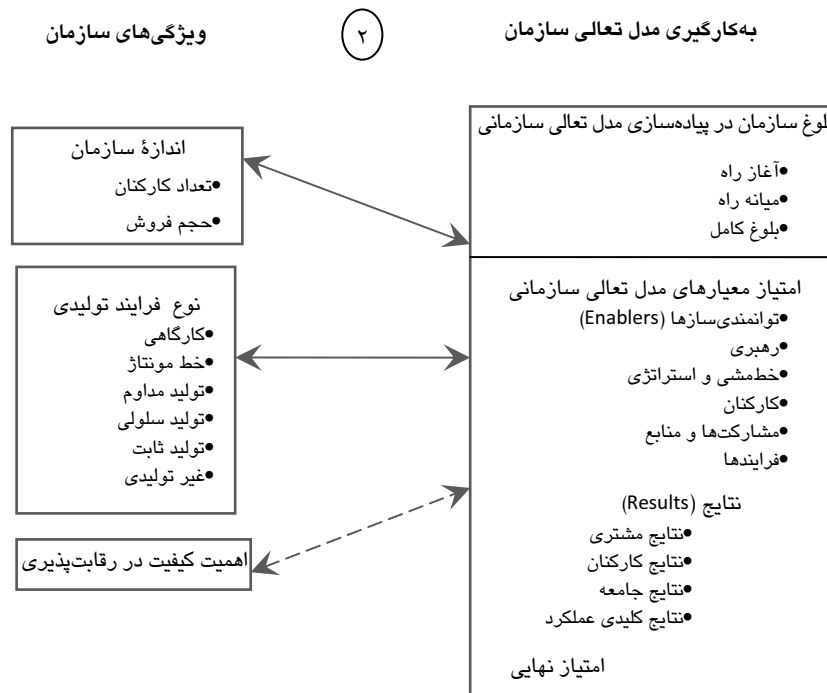 به‌کارگیری مدل تعالی سازمان
۲
ویژگی‌های سازمان
لوغ سازمان در پیاده‌سازی مدل تعالی سازمانی
•آغاز راه
•میانه راه
•بلوغ کامل
امتیاز معیارهای مدل تعالی سازمانی
•توانمندی‌سازها (Enablers)
•رهبری
•خط‌مشی و استراتژی
•کارکنان
•مشارکت‌ها و منابع
•فرایندها
نتایج (Results)
•نتایج مشتری
•نتایج کارکنان
•نتایج جامعه
•نتایج کلیدی عملکرد
امتیاز نهایی
اندازۀ سازمان
•تعداد کارکنان
•حجم فروش
نوع فرایند تولیدی
•کارگاهی
•خط مونتاژ
•تولید مداوم
•تولید سلولی
•تولید ثابت
•غیر تولیدی
اهمیت کیفیت در رقابت‌پذیری